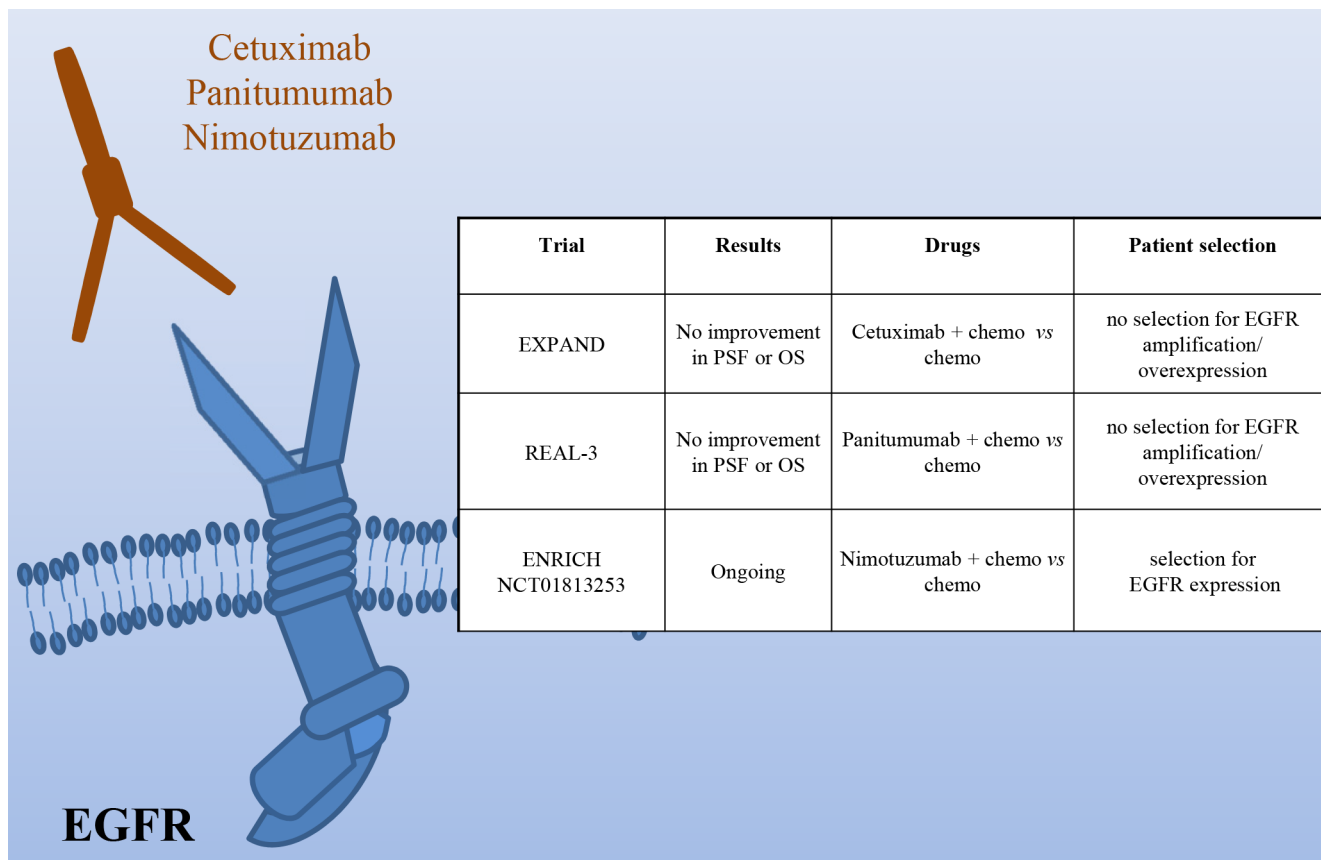 Cetuximab
Panitumumab
Nimotuzumab
Trial
Results
Drugs
Patient selection
EXPAND
No improvement
in PSF or OS
Cetuximab + chemo vs
chemo
no selection for EGFR
amplification/
overexpression
REAL-3
No improvement
in PSF or OS
Panitumumab + chemo vs
chemo
no selection for EGFR
amplification/
overexpression
ENRICH
NCT01813253
Ongoing
Nimotuzumab + chemo vs
chemo
selection for
EGFR expression
EGFR